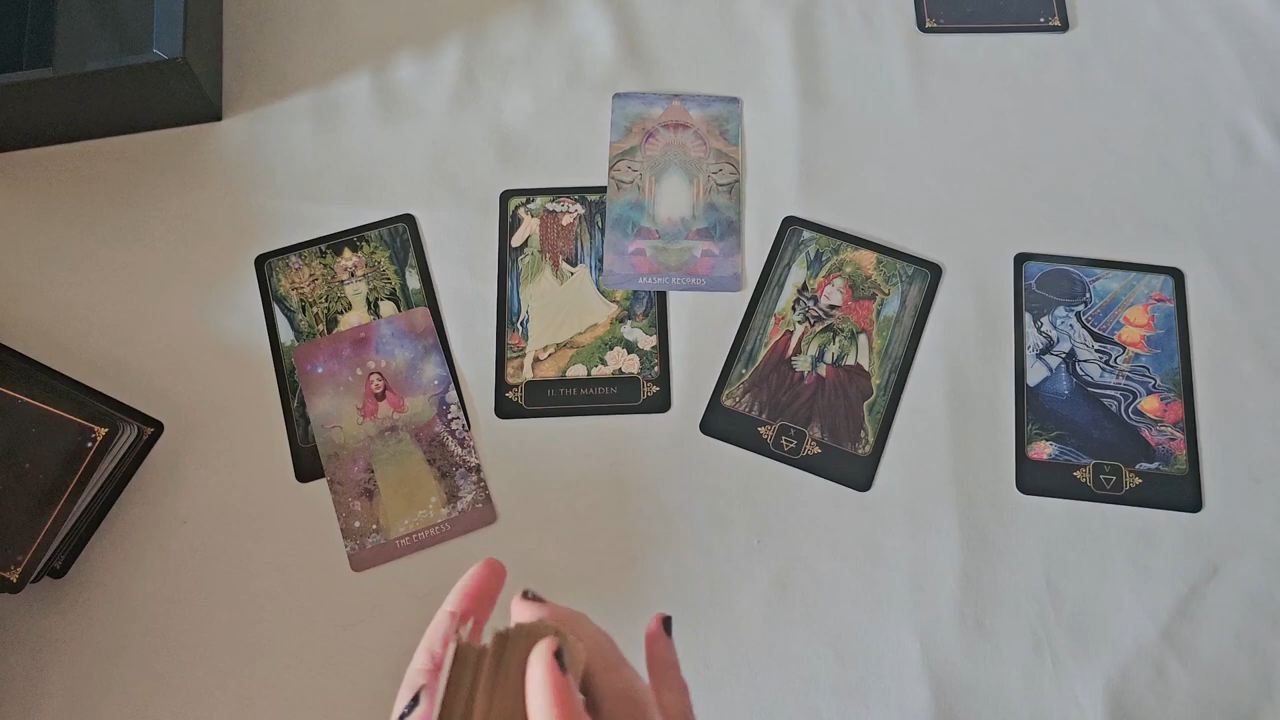 AKASHIC RECORDS
II. THE MAIDEN
X
V
THE EMPRESS